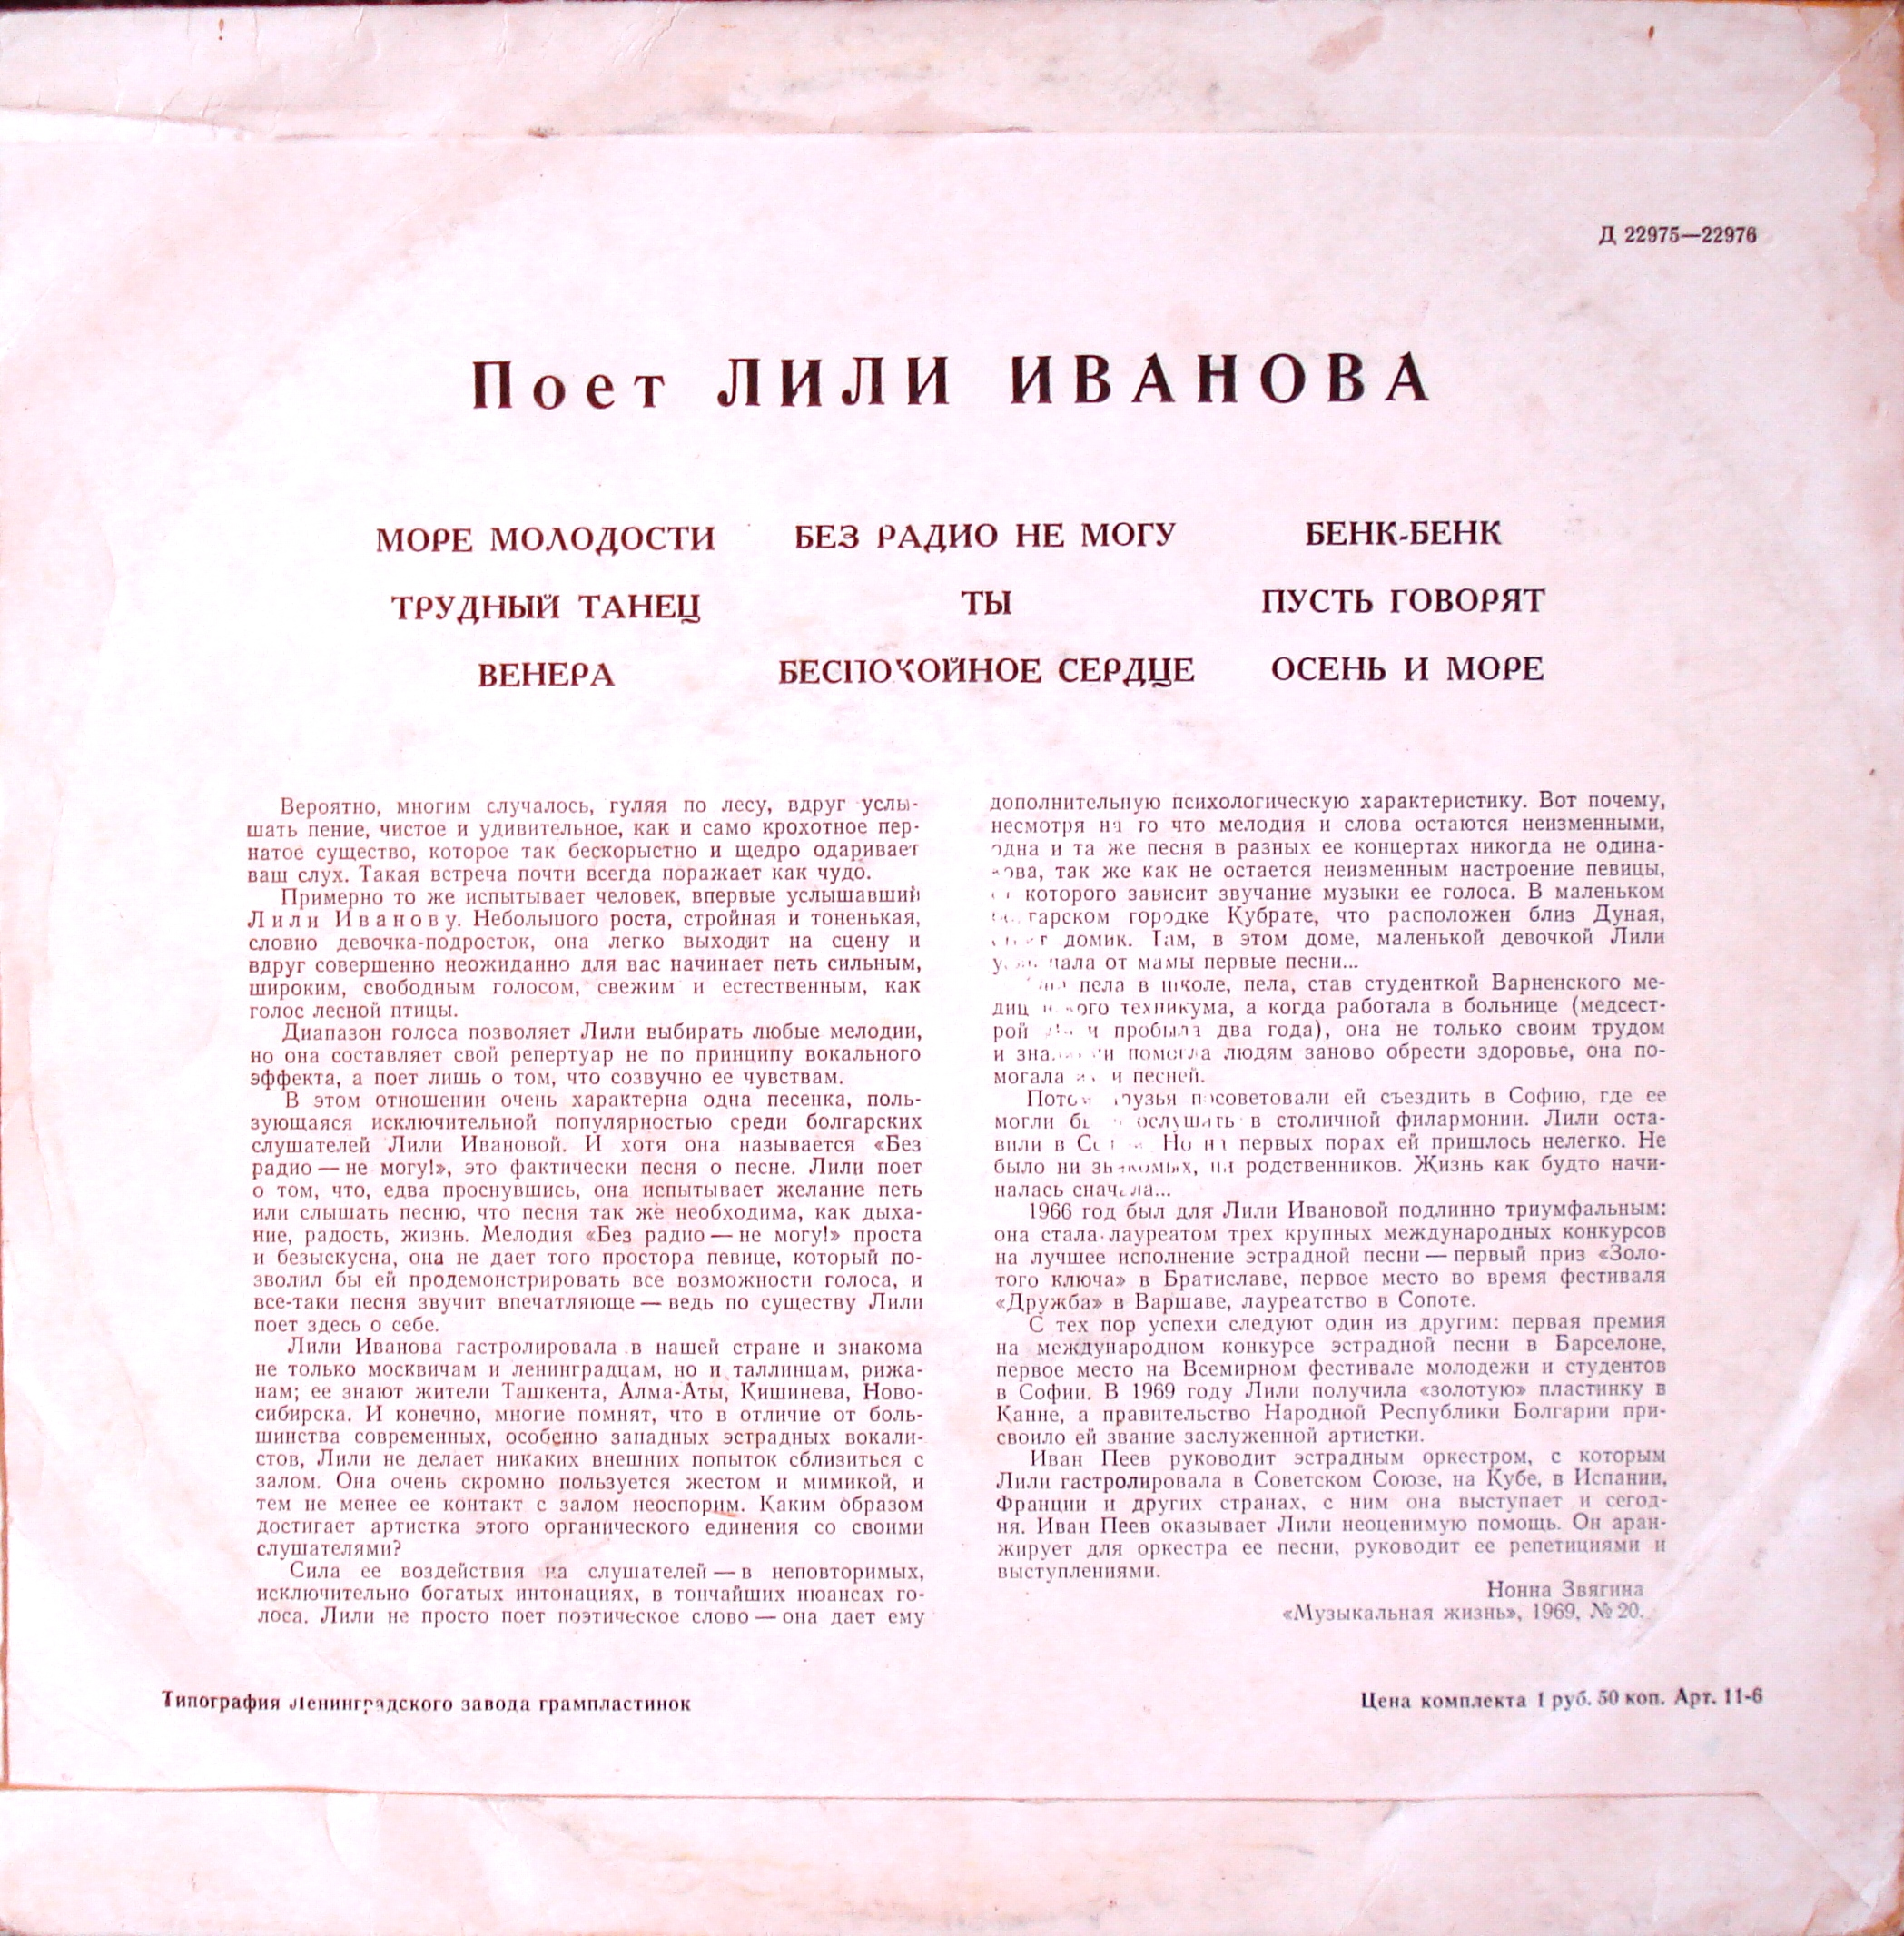 Д 22975—22976
Поет ЛИЛИ ИВАНОВА
МОРЕ МОЛОДОСТИ
ТРУДНЫЙ ТАНЕЦ
ВЕНЕРА
БЕЗ РАДИО НЕ МОГУ
ТЫ
БЕСПОКОЙНОЕ СЕРДЦЕ
БЕНК-БЕНК
ПУСТЬ ГОВОРЯТ
ОСЕНЬ И МОРЕ
Вероятно, многим случалось, гуляя по лесу, вдруг услы-
шать пение, чистое и удивительное, как и само крохотное пер-
натое существо, которое так бескорыстно и щедро одаривает
ваш слух. Такая встреча почти всегда поражает как чудо.
Примерно то же испытывает человек, впервые услышавший
Лили Иванову. Небольшого роста, стройная и тоненькая,
словно девочка-подросток, она легко выходит на сцену и
вдруг совершенно неожиданно для вас начинает петь сильным,
широким, свободным голосом, свежим и естественным, как
голос лесной птицы.
Диапазон голоса позволяет Лили выбирать любые мелодии,
но она составляет свой репертуар не по принципу вокального
эффекта, а поет лишь о том, что созвучно ее чувствам.
В этом отношении очень характерна одна песенка, поль-
зующаяся исключительной популярностью среди болгарских
слушателей Лили Ивановой. И хотя она называется «Без
радио — не могу!», это фактически песня о песне. Лили поет
о том, что, едва проснувшись, она испытывает желание петь
или слышать песню, что песня так же необходима, как дыха-
ние, радость, жизнь. Мелодия «Без радио — не могу!» проста
и безыскусна, она не дает того простора певице, который по-
зволил бы ей продемонстрировать все возможности голоса, и
все-таки песня звучит впечатляюще — ведь по существу Лили
поет здесь о себе.
Лили Иванова гастролировала в нашей стране и знакома
не только москвичам и ленинградцам, но и таллинцам, рижа-
нам; ее знают жители Ташкента, Алма-Аты, Кишинева, Ново-
сибирска. И конечно, многие помнят, что в отличие от боль-
шинства современных, особенно западных эстрадных вокали-
стов, Лили не делает никаких внешних попыток сблизиться с
залом. Она очень скромно пользуется жестом и мимикой, и
тем не менее ее контакт с залом неоспорим. Каким образом
достигает артистка этого органического единения со своими
слушателями?
Сила ее воздействия на слушателей — в неповторимых,
исключительно богатых интонациях, в тончайших нюансах го-
лоса. Лили не просто поет поэтическое слово — она дает ему
дополнительную психологическую характеристику. Вот почему,
несмотря на то что мелодия и слова остаются неизменными,
одна и та же песня в разных ее концертах никогда не одина-
кова, так же как не остается неизменным настроение певицы,
которого зависит звучание музыки ее голоса. В маленьком
городке Кубрате, что расположен близ Дуная,
домик. Там, в этом доме, маленькой девочкой Лили
от мамы первые песни...
пела в школе, пела, став студенткой Варненского ме-
техникума, а когда работала в больнице (медсест-
рой пробыла два года), она не только своим трудом
и помогла людям заново обрести здоровье, она по-
могала и песней.
Потом друзья посоветовали ей съездить в Софию, где ее
могли бы в столичной филармонии. Лили оста-
вили в Но на первых порах ей пришлось нелегко. Не
было ни знакомых, ни родственников. Жизнь как будто начи-
налась сначала...
1966 год был для Лили Ивановой подлинно триумфальным:
она стала лауреатом трех крупных международных конкурсов
на лучшее исполнение эстрадной песни — первый приз «Золо-
того ключа» в Братиславе, первое место во время фестиваля
«Дружба» в Варшаве, лауреатство в Сопоте.
С тех пор успехи следуют один из другим: первая премия
на международном конкурсе эстрадной песни в Барселоне,
первое место на Всемирном фестивале молодежи и студентов
в Софии. В 1969 году Лили получила «золотую» пластинку в
Канне, а правительство Народной Республики Болгарии при-
своило ей звание заслуженной артистки.
Иван Пеев руководит эстрадным оркестром, с которым
Лили гастролировала в Советском Союзе, на Кубе, в Испании,
Франции и других странах, с ним она выступает и сегод-
ня. Иван Пеев оказывает Лили неоценимую помощь. Он аран-
жирует для оркестра ее песни, руководит ее репетициями и
выступлениями.
Нонна Звягина
«Музыкальная жизнь», 1969, № 20.
Типография Ленинградского завода грампластинок
Цена комплекта 1 руб. 50 коп. Арт. 11-6